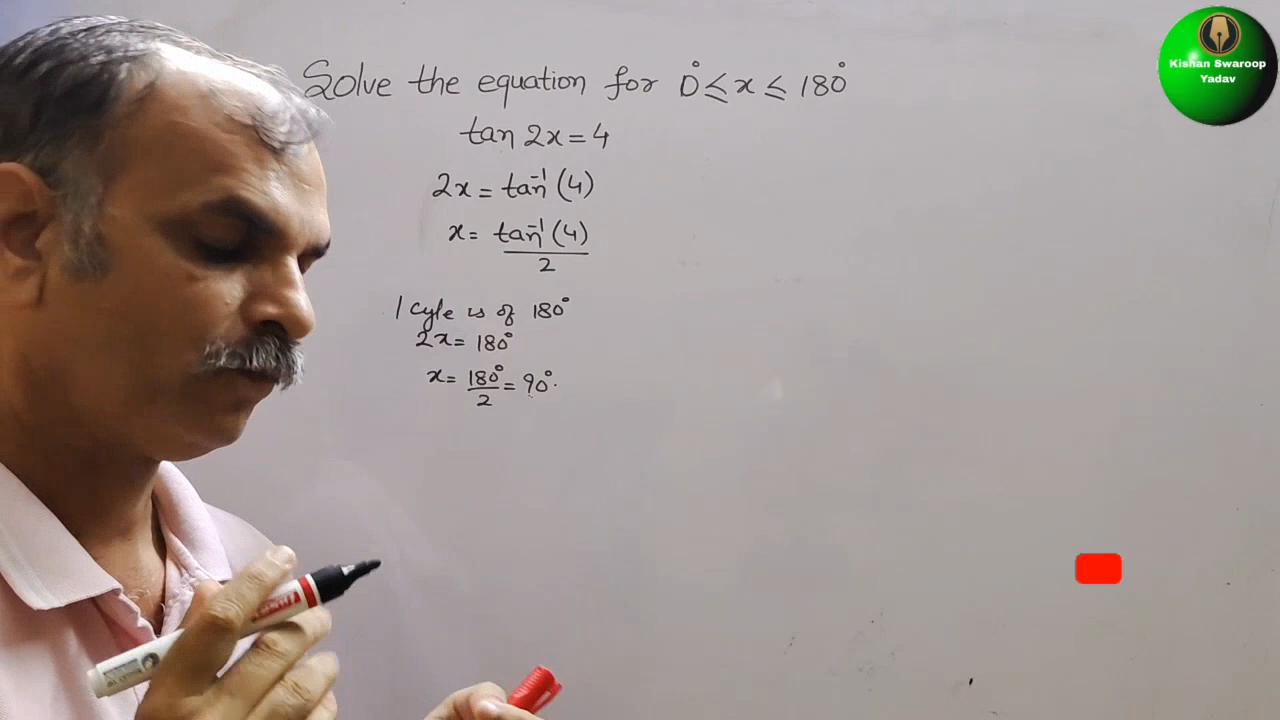 Solve the equation for 0° ≤ x ≤ 180°
tan 2x = 4
2x = tan⁻¹ (4)
x = tan⁻¹ (4) / 2
1 Cyle is of 180°
2x = 180°
x = 180° / 2 = 90°.
Kishan Swaroop
Yadav